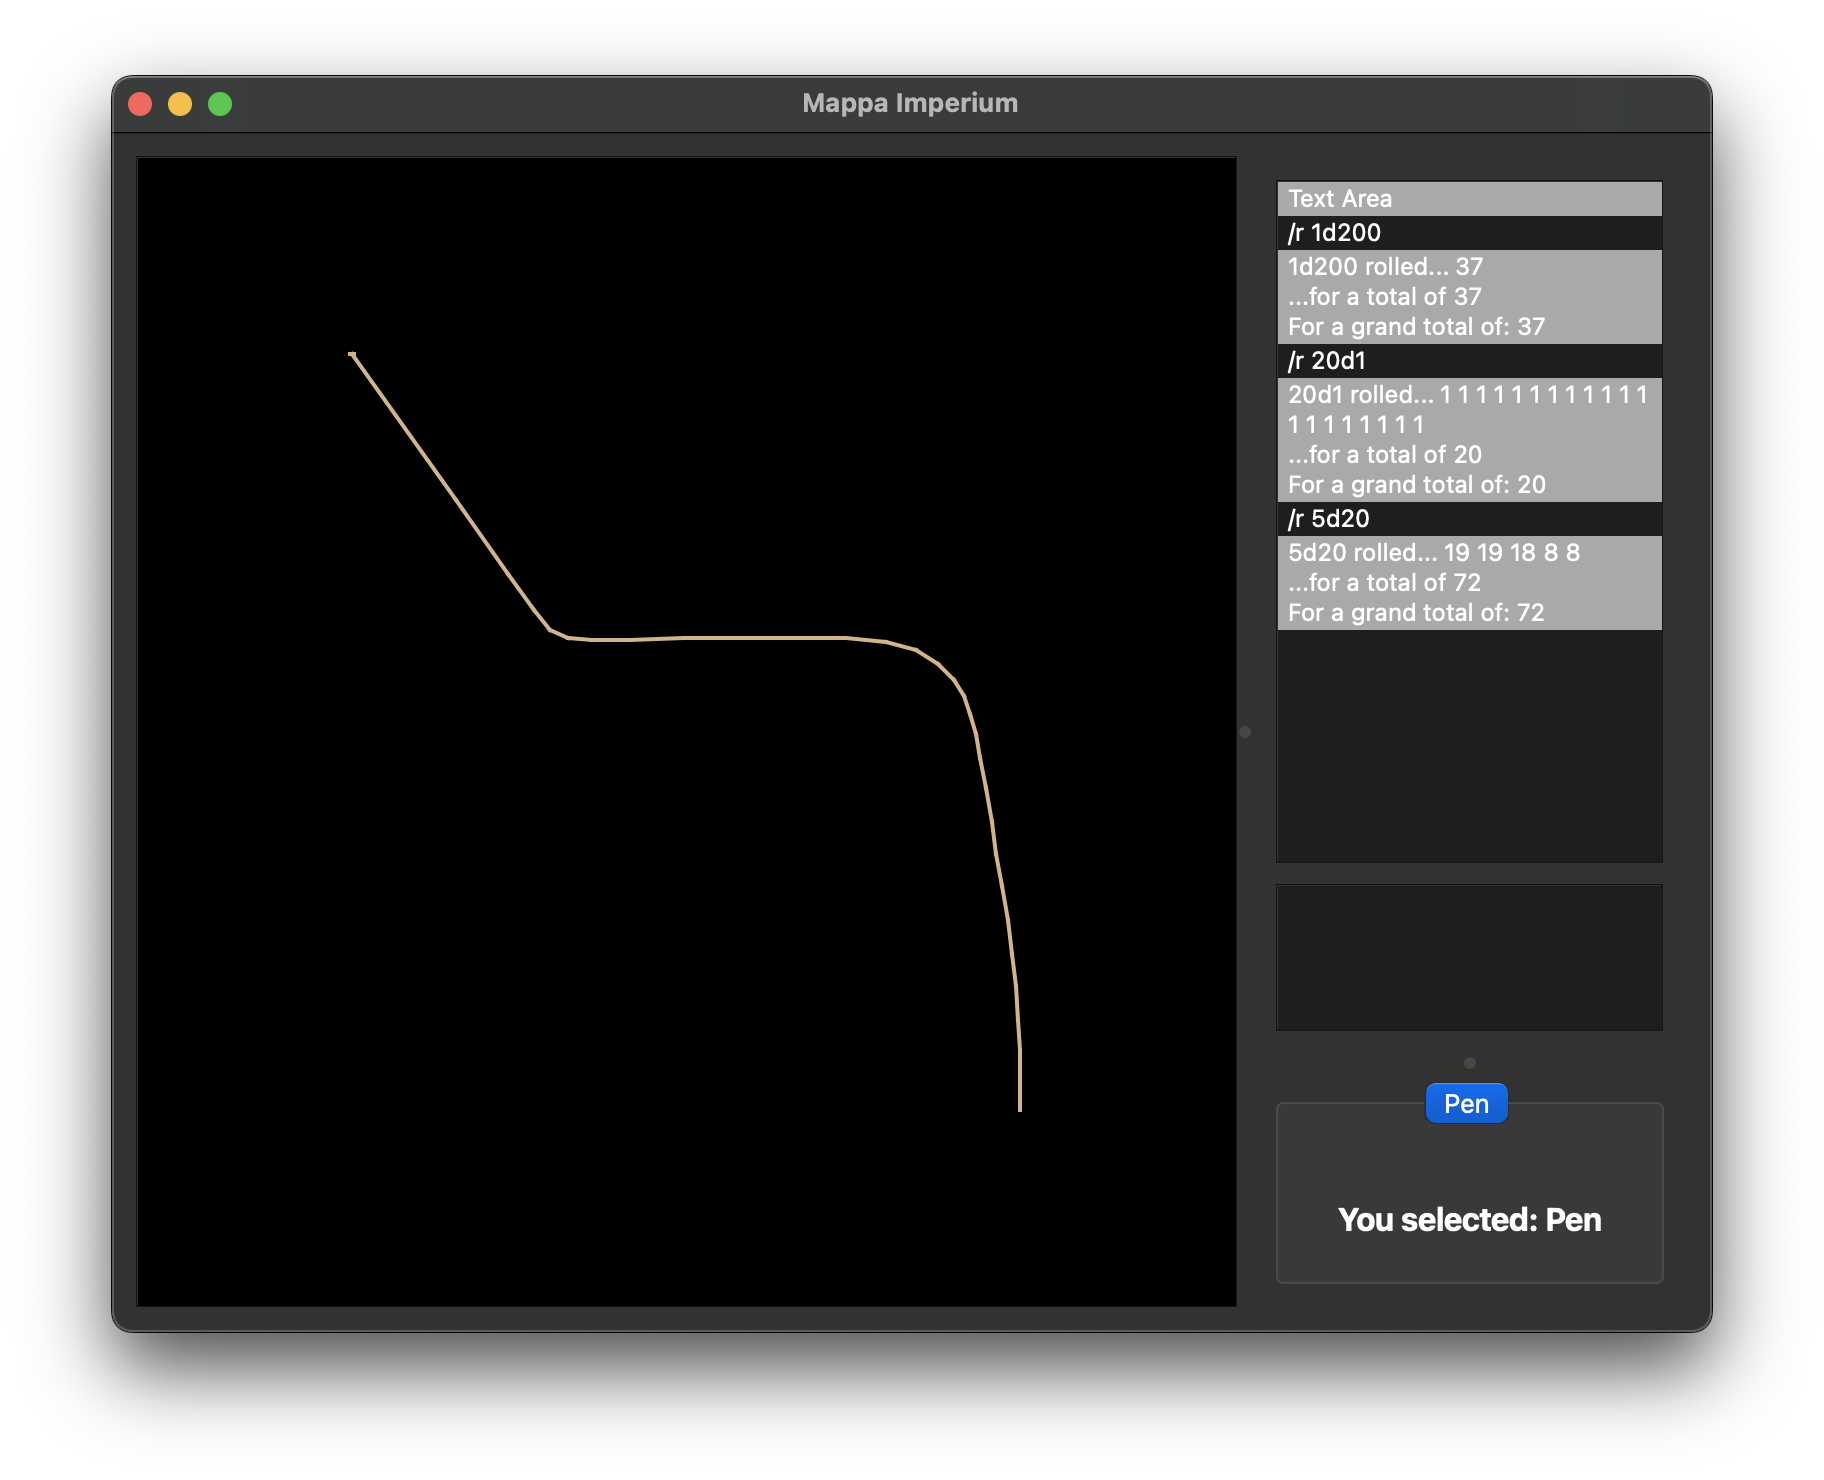 Mappa Imperium
Text Area
/r 1d200
1d200 rolled... 37
...for a total of 37
For a grand total of: 37
/r 20d1
20d1 rolled... 1 1 1 1 1 1 1 1 1 1 1 1
1 1 1 1 1 1 1 1
...for a total of 20
For a grand total of: 20
/r 5d20
5d20 rolled... 19 19 18 8 8
...for a total of 72
For a grand total of: 72
Pen
You selected: Pen